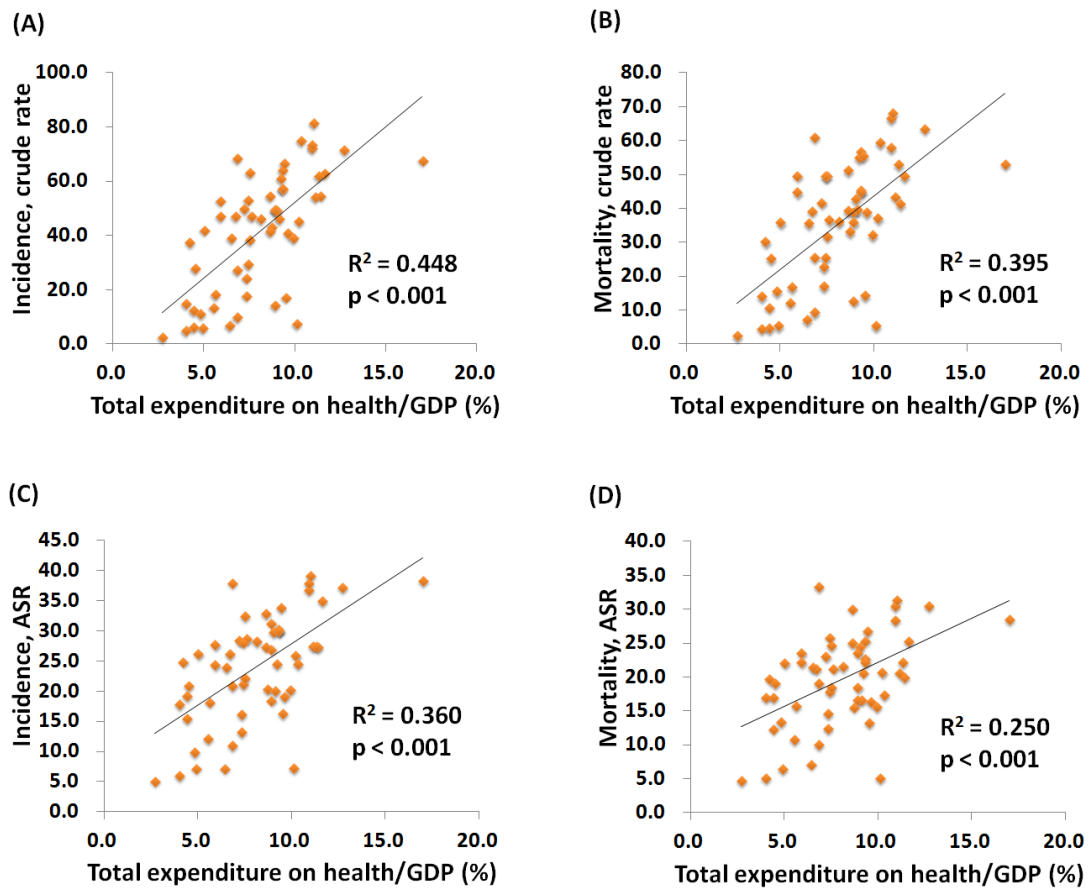 (A)
Incidence, crude rate
100.0
80.0
60.0
40.0
20.0
0.0
R² = 0.448
p < 0.001
0.0 5.0 10.0 15.0 20.0
Total expenditure on health/GDP (%)
(B)
Mortality, crude rate
80.0
70.0
60.0
50.0
40.0
30.0
20.0
10.0
0.0
R² = 0.395
p < 0.001
0.0 5.0 10.0 15.0 20.0
Total expenditure on health/GDP (%)
(C)
Incidence, ASR
45.0
40.0
35.0
30.0
25.0
20.0
15.0
10.0
5.0
0.0
R² = 0.360
p < 0.001
0.0 5.0 10.0 15.0 20.0
Total expenditure on health/GDP (%)
(D)
Mortality, ASR
40.0
35.0
30.0
25.0
20.0
15.0
10.0
5.0
0.0
R² = 0.250
p < 0.001
0.0 5.0 10.0 15.0 20.0
Total expenditure on health/GDP (%)